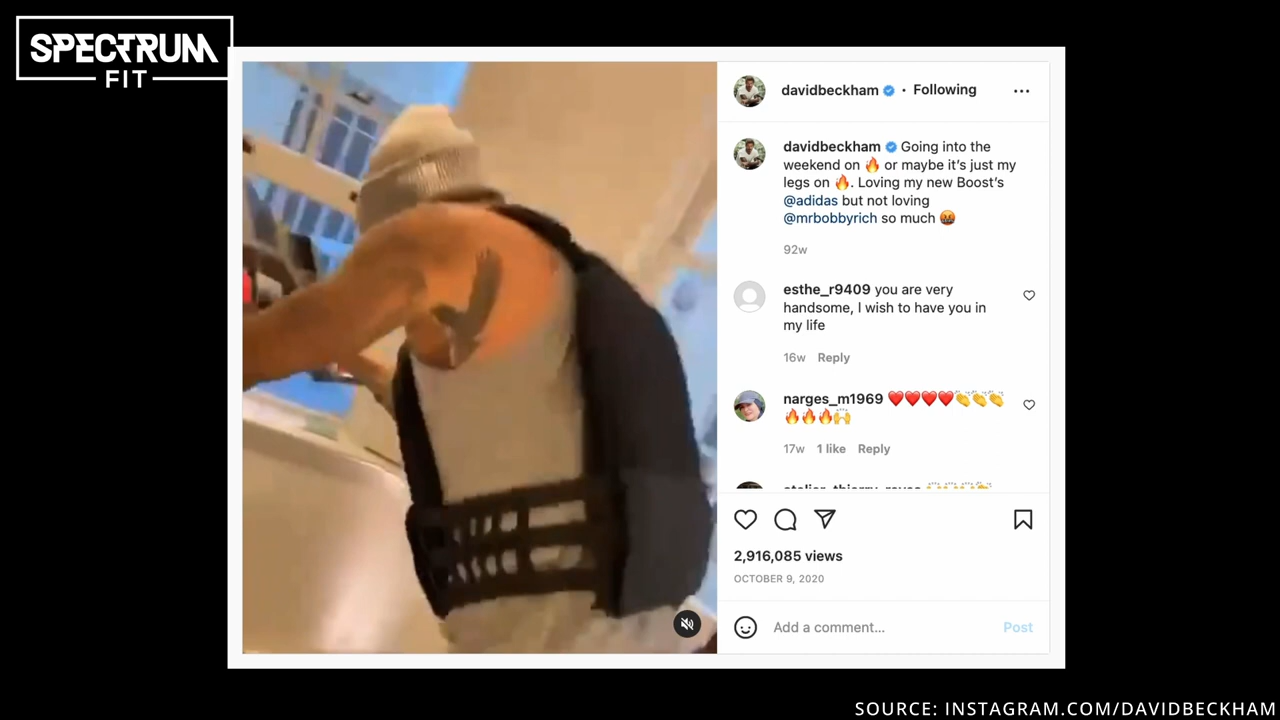 SPECTRUM
FIT
davidbeckham • Following
davidbeckham Going into the
weekend on 🔥 or maybe it's just my
legs on 🔥. Loving my new Boost's
@adidas but not loving
@mrbobbyrich so much 🤬
92w
esthe_r9409 you are very
handsome, I wish to have you in
my life
16w Reply
narges_m1969 ❤️❤️❤️❤️👏👏👏
🔥🔥🔥🙌
17w 1 like Reply
2,916,085 views
OCTOBER 9, 2020
Add a comment... Post
SOURCE: INSTAGRAM.COM/DAVIDBECKHAM